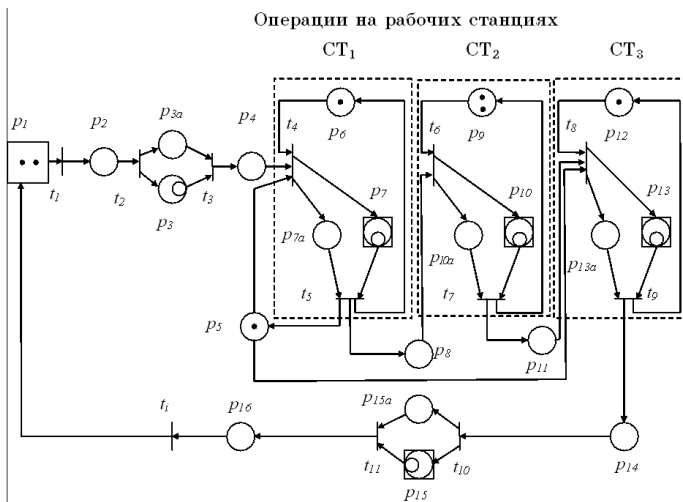 Операции на рабочих станциях
СТ1 СТ2 СТ3
p1 p2 p3a p4 t4 p6 t6 p9 t8 p12
t1 t2 p3 t3 p7 p10 p13
p7a p10a p13a
t5 t7 t9
p5 p8 p11
ti p16 p15a p14
t11 p15 t10